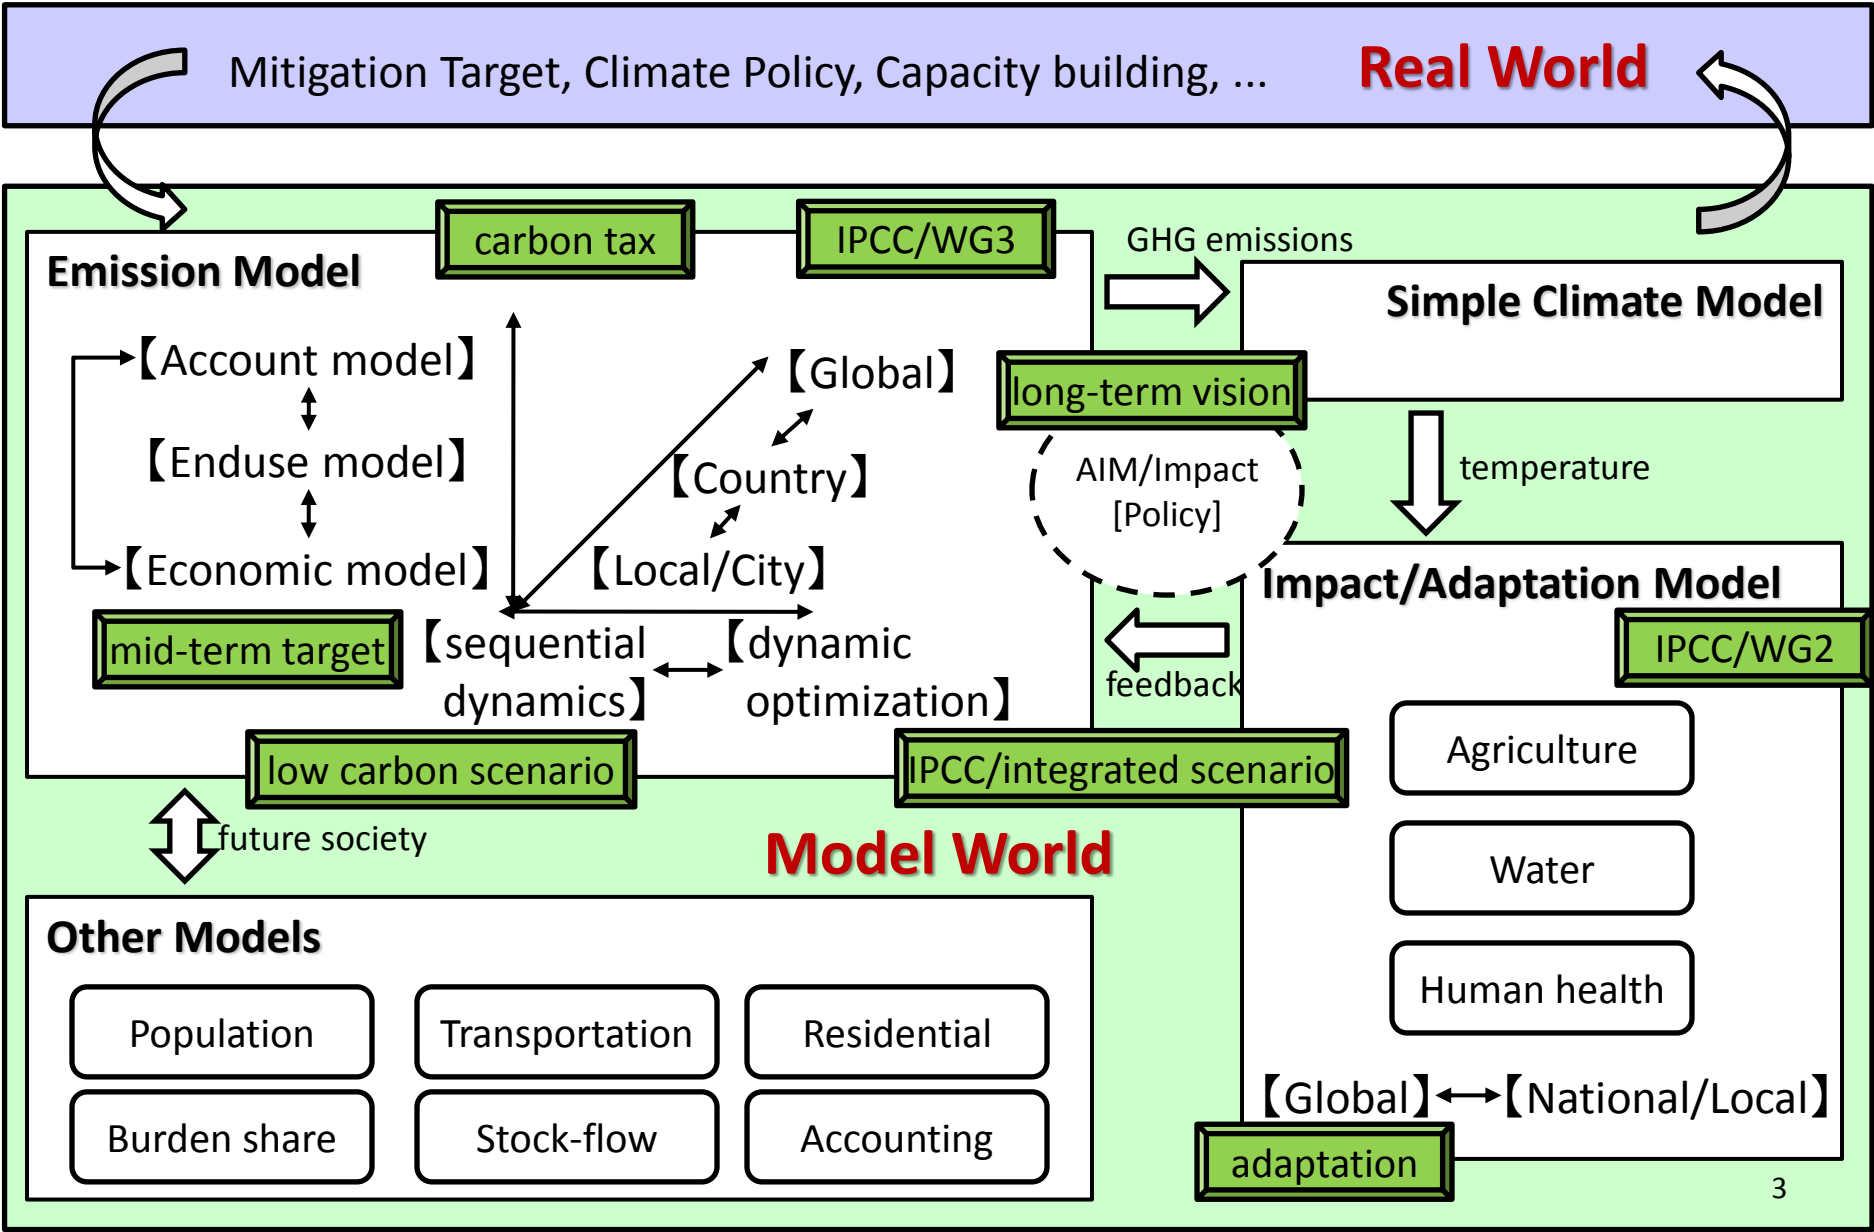 Mitigation Target, Climate Policy, Capacity building, ...
Real World
carbon tax
IPCC/WG3
GHG emissions
Emission Model
Simple Climate Model
【Account model】
【Global】
long-term vision
【Enduse model】
【Country】
AIM/Impact
[Policy]
temperature
【Economic model】
【Local/City】
Impact/Adaptation Model
mid-term target
【sequential
dynamics】
【dynamic
optimization】
feedback
IPCC/WG2
low carbon scenario
IPCC/integrated scenario
Agriculture
future society
Model World
Water
Other Models
Human health
Population
Transportation
Residential
【Global】
【National/Local】
Burden share
Stock-flow
Accounting
adaptation
3